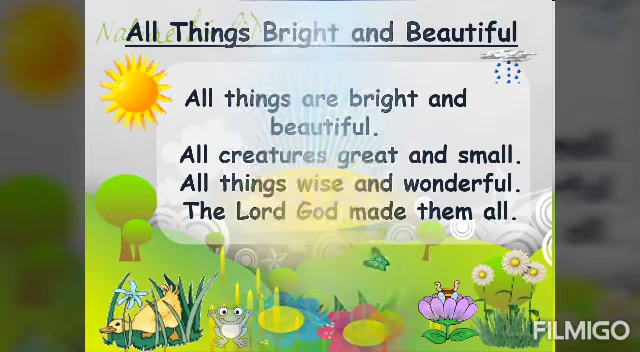 All Things Bright and Beautiful
All things are bright and
beautiful.
All creatures great and small.
All things wise and wonderful.
The Lord God made them all.
FILMIGO